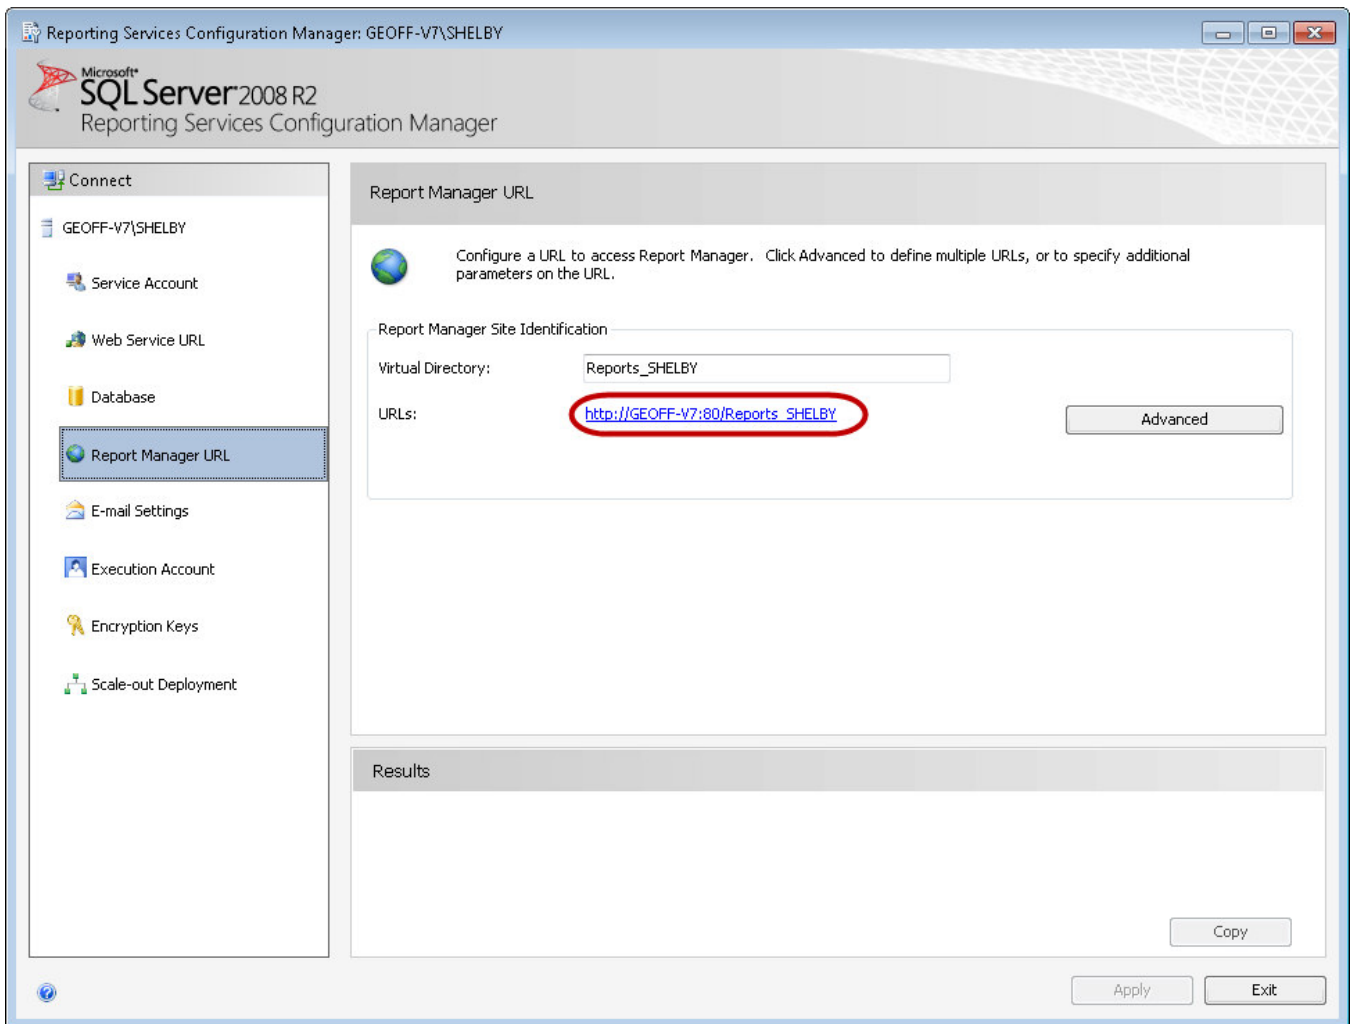 Reporting Services Configuration Manager: GEOFF-V7\SHELBY
Microsoft
SQL Server 2008 R2
Reporting Services Configuration Manager
Connect
GEOFF-V7\SHELBY
Service Account
Web Service URL
Database
Report Manager URL
E-mail Settings
Execution Account
Encryption Keys
Scale-out Deployment
Report Manager URL
Configure a URL to access Report Manager. Click Advanced to define multiple URLs, or to specify additional
parameters on the URL.
Report Manager Site Identification
Virtual Directory: Reports_SHELBY
URLs: http://GEOFF-V7:80/Reports_SHELBY
Advanced
Results
Copy
Apply Exit